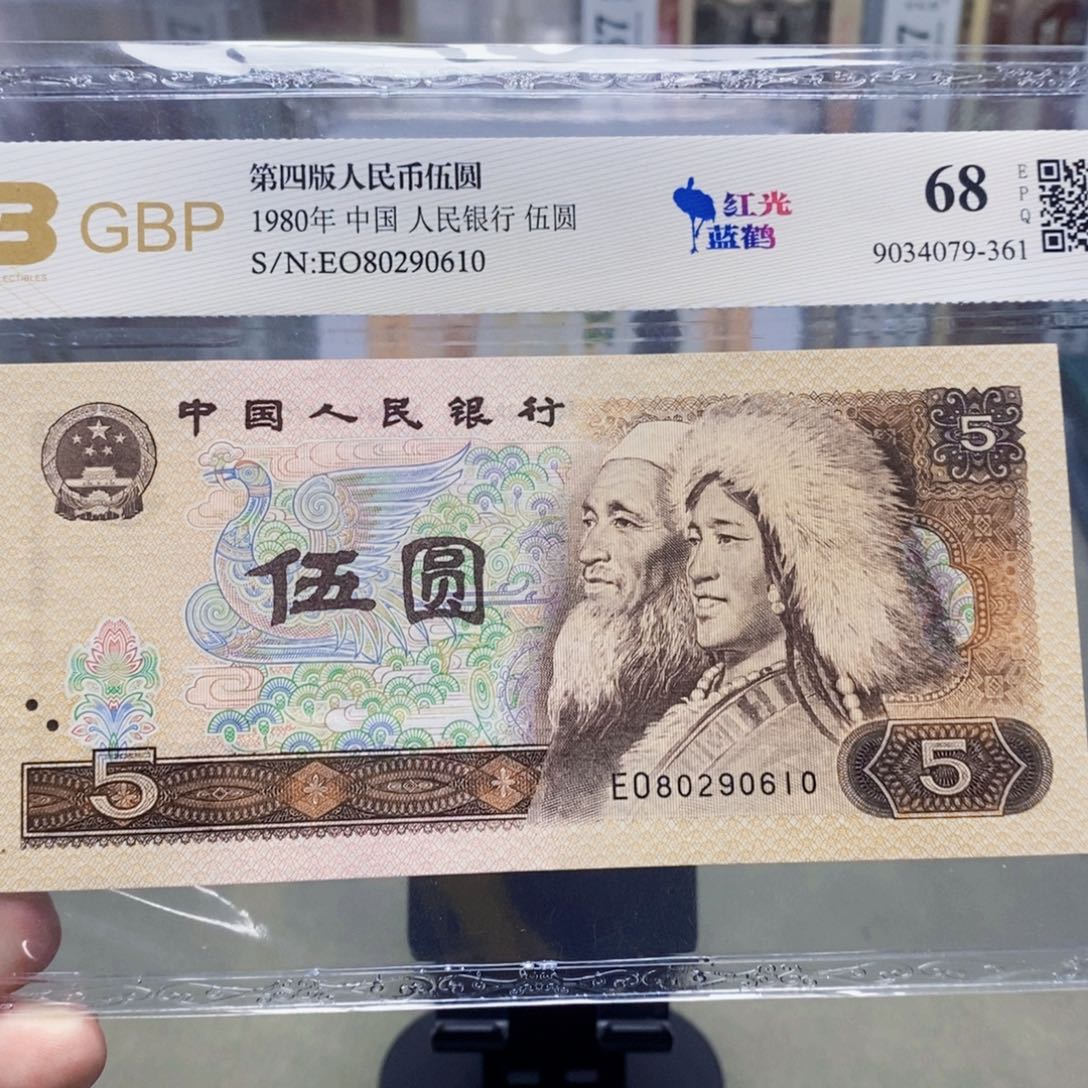 GBP
第四版人民币伍圆
1980年 中国 人民银行 伍圆
S/N:EO80290610
红光
蓝鹤
68
EPQ
9034079-361
中国人民银行
5
伍圆
5
EO80290610
5